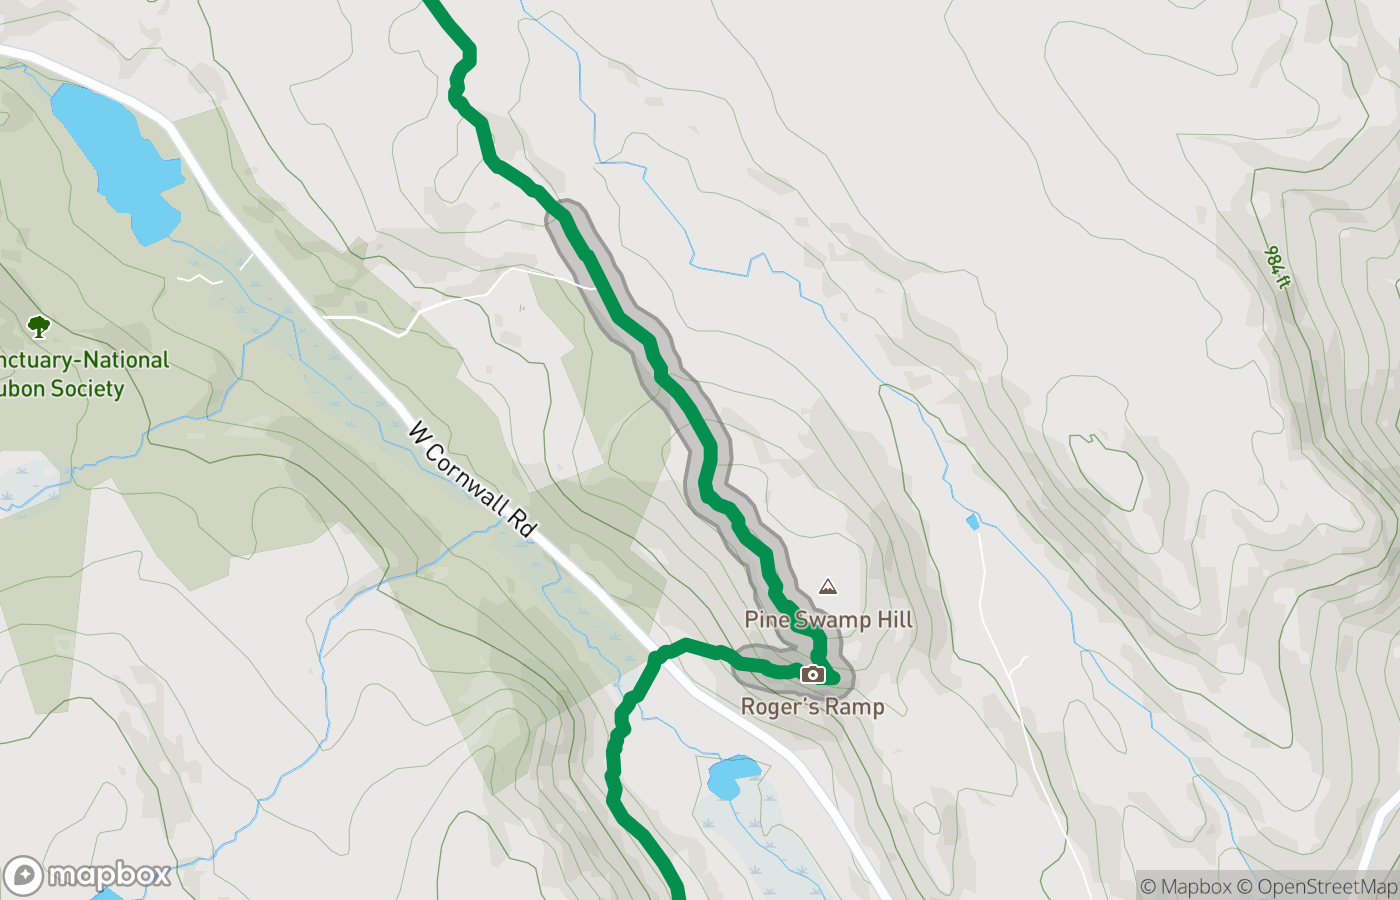 984 ft
nctuary-National
ubon Society
W Cornwall Rd
Pine Swamp Hill
Roger's Ramp
mapbox
© Mapbox © OpenStreetMap